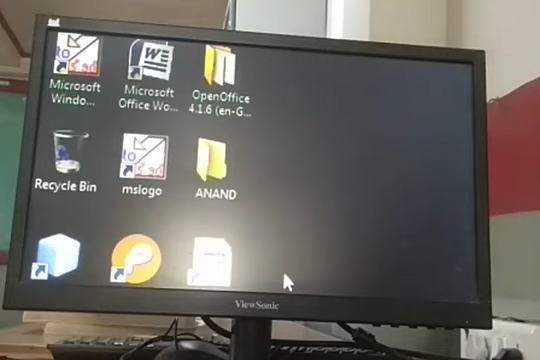 Microsoft
Windo...
Microsoft
Office Wo...
OpenOffice
4.1.6 (en-G...
Recycle Bin
mslogo
ANAND
ViewSonic